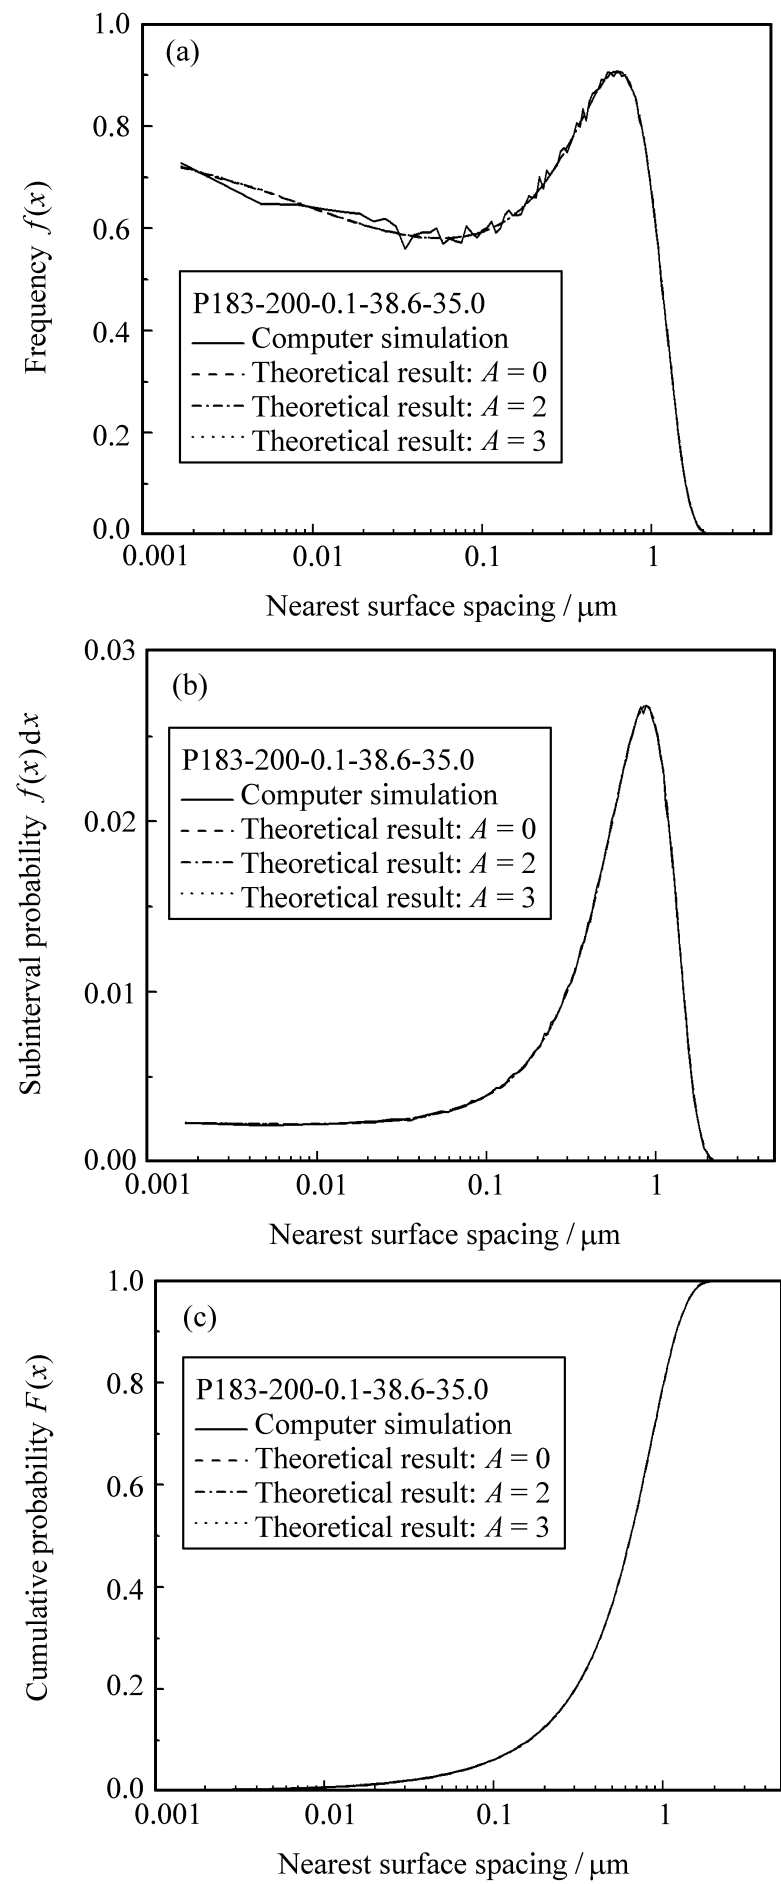 (a)
1.0
0.8
0.6
0.4
0.2
0.0
Frequency f(x)
P183-200-0.1-38.6-35.0
Computer simulation
Theoretical result: A = 0
Theoretical result: A = 2
Theoretical result: A = 3
0.001 0.01 0.1 1
Nearest surface spacing / μm
(b)
0.03
0.02
0.01
0.00
Subinterval probability f(x)dx
P183-200-0.1-38.6-35.0
Computer simulation
Theoretical result: A = 0
Theoretical result: A = 2
Theoretical result: A = 3
0.001 0.01 0.1 1
Nearest surface spacing / μm
(c)
1.0
0.8
0.6
0.4
0.2
0.0
Cumulative probability F(x)
P183-200-0.1-38.6-35.0
Computer simulation
Theoretical result: A = 0
Theoretical result: A = 2
Theoretical result: A = 3
0.001 0.01 0.1 1
Nearest surface spacing / μm